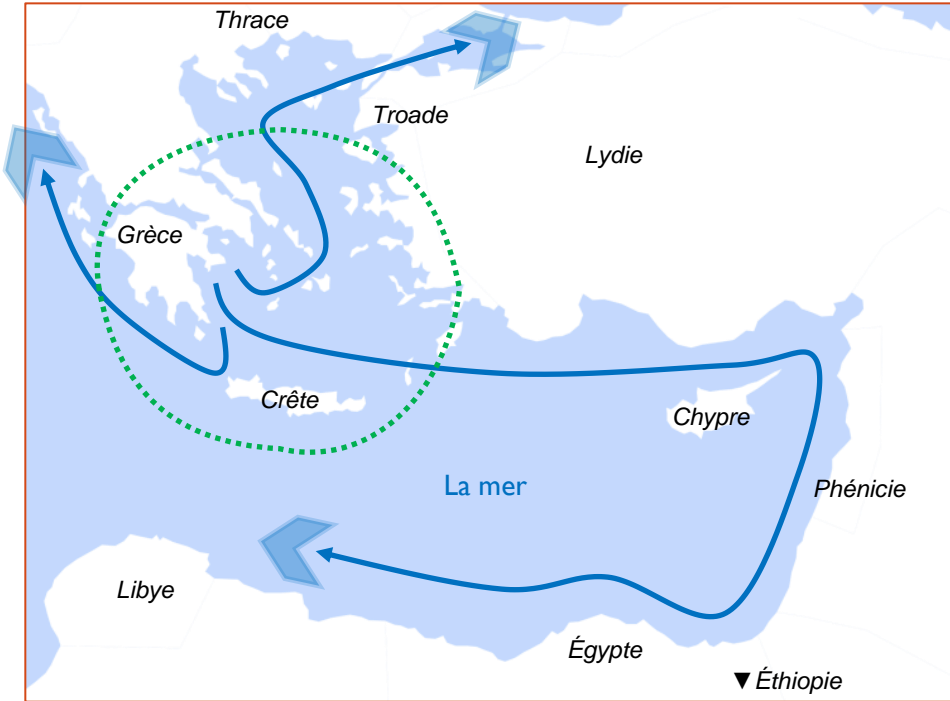 Thrace
Troade
Lydie
Grèce
Crête
Chypre
La mer
Phénicie
Libye
Égypte
▼ Éthiopie